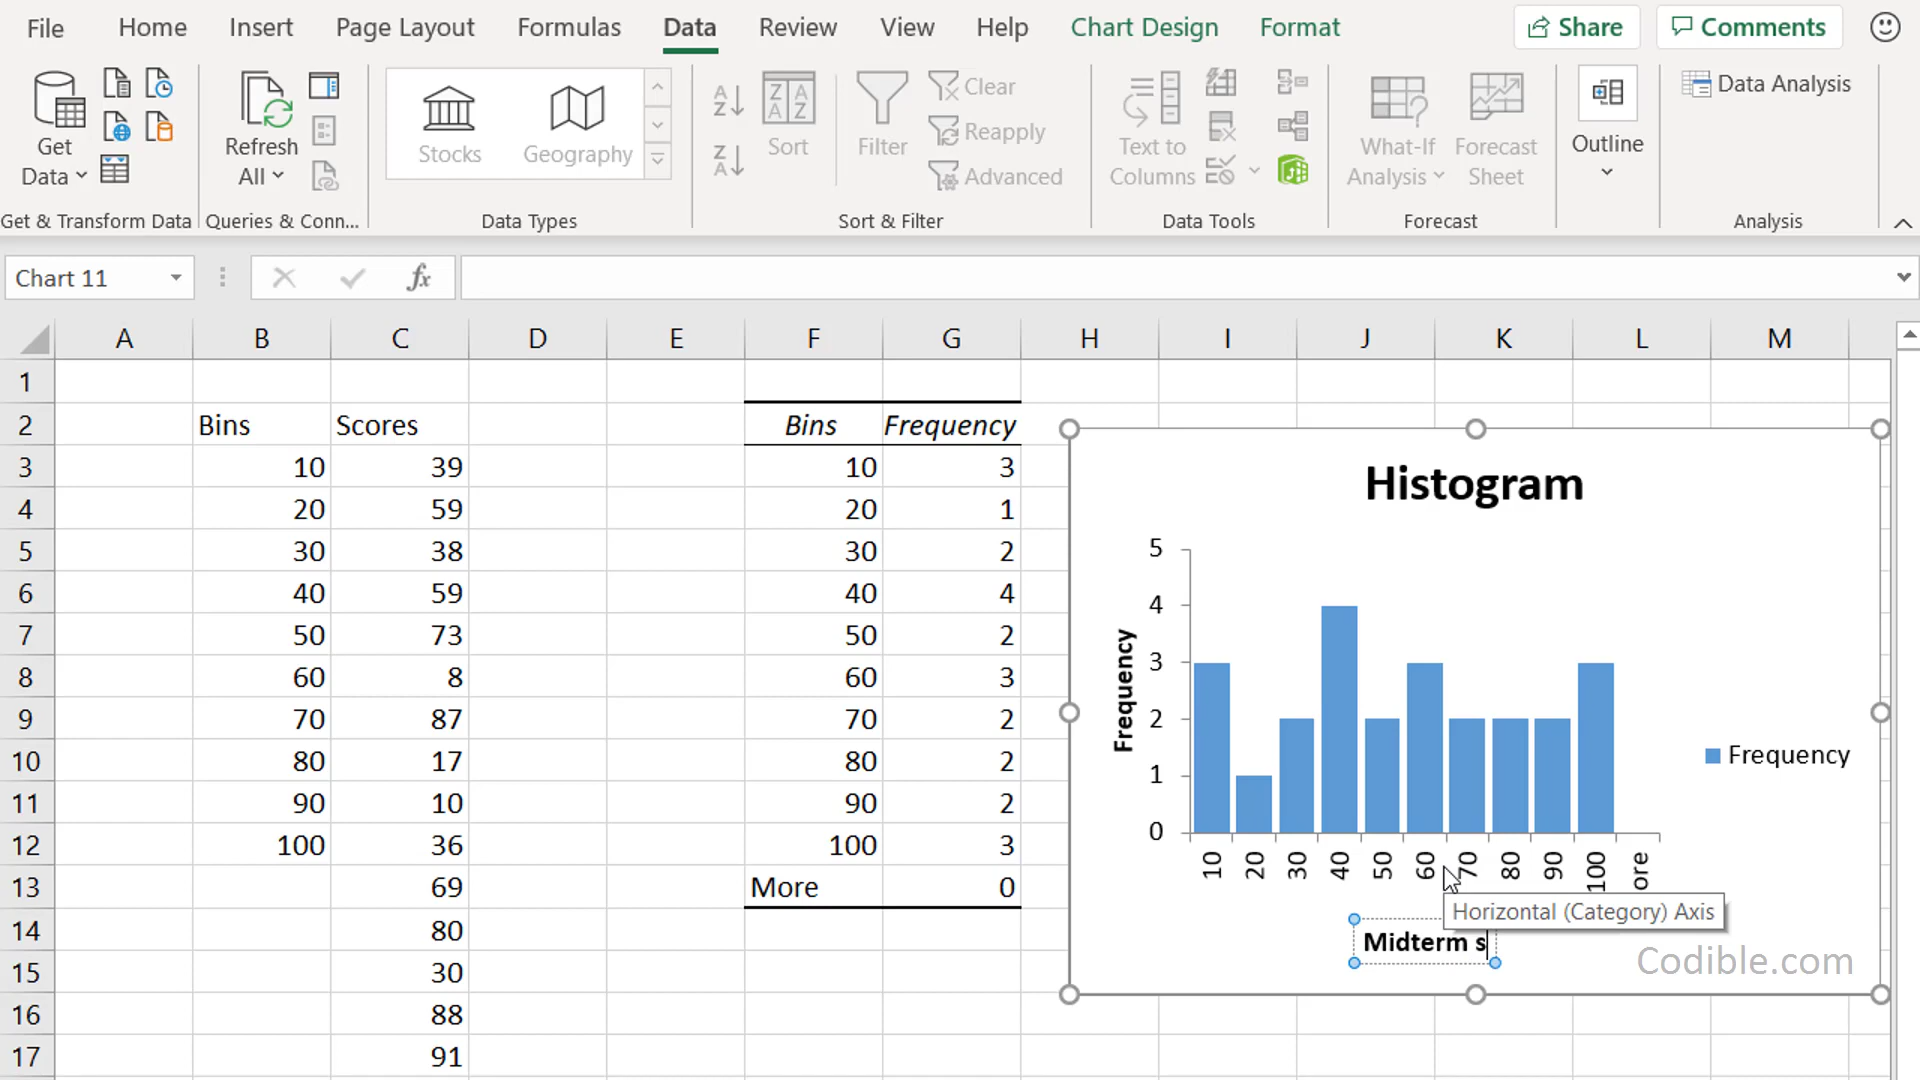 File Home Insert Page Layout Formulas Data Review View Help Chart Design Format Share Comments
Get Data
Refresh All
Stocks
Geography
Sort
Filter
Clear
Reapply
Advanced
Text to Columns
What-If Analysis
Forecast Sheet
Outline
Data Analysis
Get & Transform Data Queries & Conn... Data Types Sort & Filter Data Tools Forecast Analysis
Chart 11 fx
A B C D E F G H I J K L M
1
2 Bins Scores Bins Frequency
3 10 39 10 3
4 20 59 20 1
5 30 38 30 2
6 40 59 40 4
7 50 73 50 2
8 60 8 60 3
9 70 87 70 2
10 80 17 80 2
11 90 10 90 2
12 100 36 100 3
13 69 More 0
14 80
15 30
16 88
17 91
Histogram
Frequency
5
4
3
2
1
0
10 20 30 40 50 60 70 80 90 100 ore
Frequency
Horizontal (Category) Axis
Midterm s
Codible.com